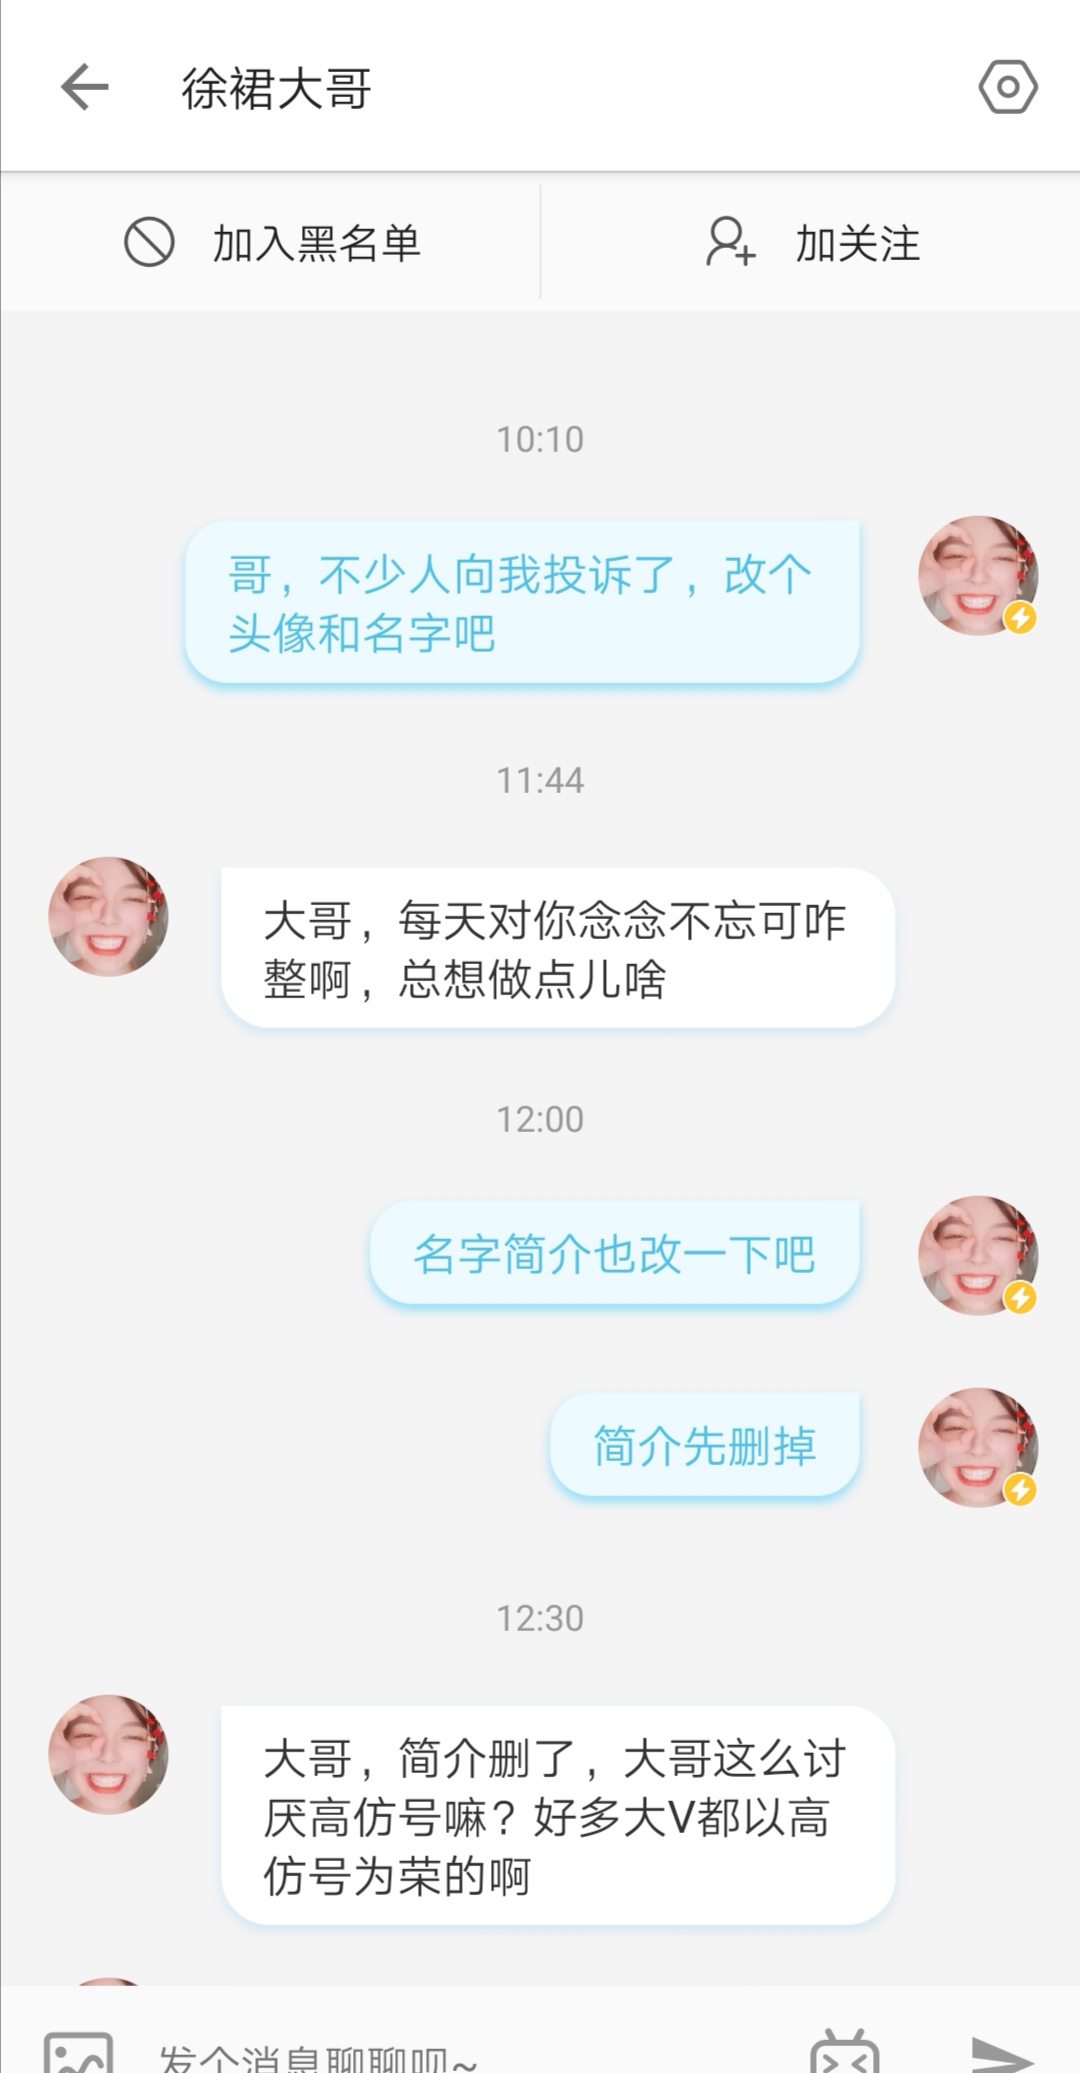 徐裙大哥
加入黑名单
加关注
10:10
哥，不少人向我投诉了，改个
头像和名字吧
11:44
大哥，每天对你念念不忘可咋
整啊，总想做点儿啥
12:00
名字简介也改一下吧
简介先删掉
12:30
大哥，简介删了，大哥这么讨
厌高仿号嘛？好多大V都以高
仿号为荣的啊
发个消息聊聊呗~